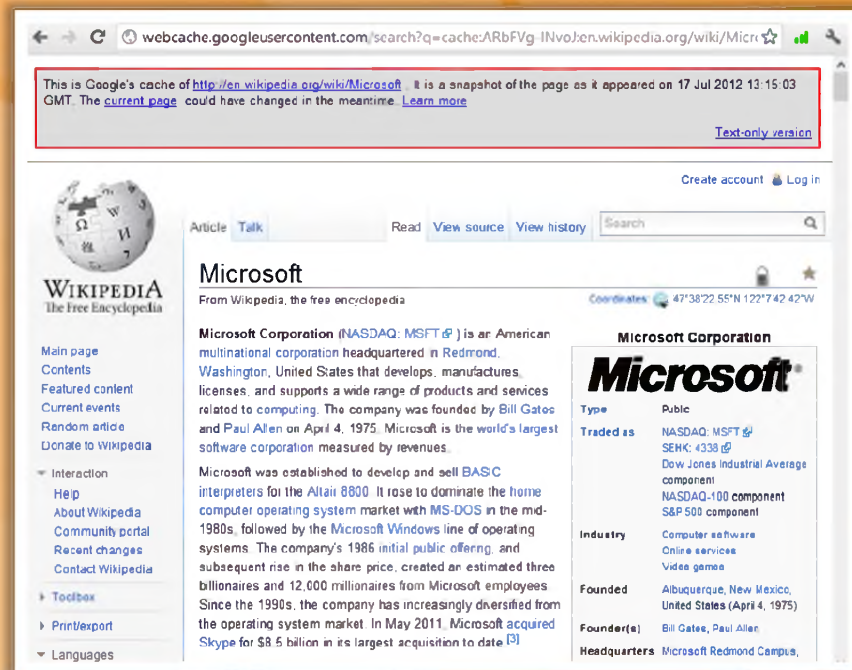 webcache.googleusercontent.com/search?q=cache:ARbFVg-INvoJ:en.wikipedia.org/wiki/Micr
This is Google's cache of http://en.wikipedia.org/wiki/Microsoft. It is a snapshot of the page as it appeared on 17 Jul 2012 13:15:03
GMT. The current page could have changed in the meantime. Learn more
Text-only version
Create account Log in
Article Talk Read View source View history Search
WIKIPEDIA
The Free Encyclopedia
Main page
Contents
Featured content
Current events
Random article
Donate to Wikipedia
Interaction
Help
About Wikipedia
Community portal
Recent changes
Contact Wikipedia
Toolbox
Print/export
Languages
Microsoft
From Wikipedia, the free encyclopedia
Coordinates: 47°38'22.55"N 122°7'42.42"W
Microsoft Corporation (NASDAQ: MSFT) is an American
multinational corporation headquartered in Redmond,
Washington, United States that develops, manufactures,
licenses, and supports a wide range of products and services
related to computing. The company was founded by Bill Gates
and Paul Allen on April 4, 1975. Microsoft is the world's largest
software corporation measured by revenues.
Microsoft was established to develop and sell BASIC
interpreters for the Altair 8800. It rose to dominate the home
computer operating system market with MS-DOS in the mid-
1980s, followed by the Microsoft Windows line of operating
systems. The company's 1986 initial public offering, and
subsequent rise in the share price, created an estimated three
billionaires and 12,000 millionaires from Microsoft employees.
Since the 1990s, the company has increasingly diversified from
the operating system market. In May 2011, Microsoft acquired
Skype for $8.5 billion in its largest acquisition to date.[3]
Microsoft Corporation
Microsoft®
Type Public
Traded as NASDAQ: MSFT
SEHK: 4338
Dow Jones Industrial Average
component
NASDAQ-100 component
S&P 500 component
Industry Computer software
Online services
Video games
Founded Albuquerque, New Mexico,
United States (April 4, 1975)
Founder(s) Bill Gates, Paul Allen
Headquarters Microsoft Redmond Campus,